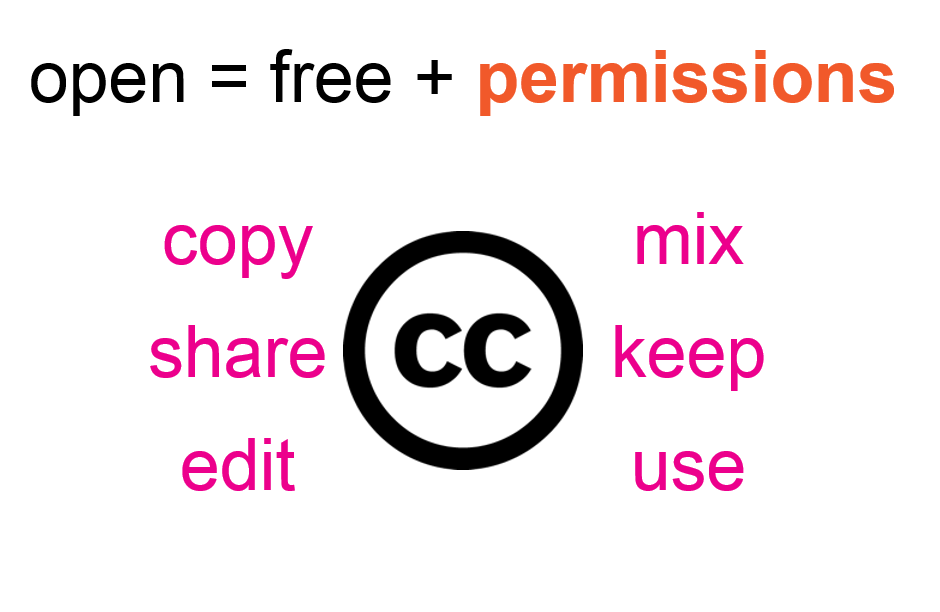 open = free + permissions
copy
share
edit
cc
mix
keep
use